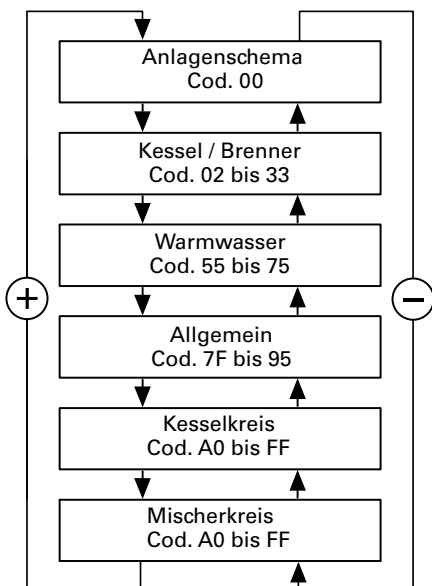 Anlagenschema
Cod. 00
Kessel / Brenner
Cod. 02 bis 33
Warmwasser
Cod. 55 bis 75
+
−
Allgemein
Cod. 7F bis 95
Kesselkreis
Cod. A0 bis FF
Mischerkreis
Cod. A0 bis FF